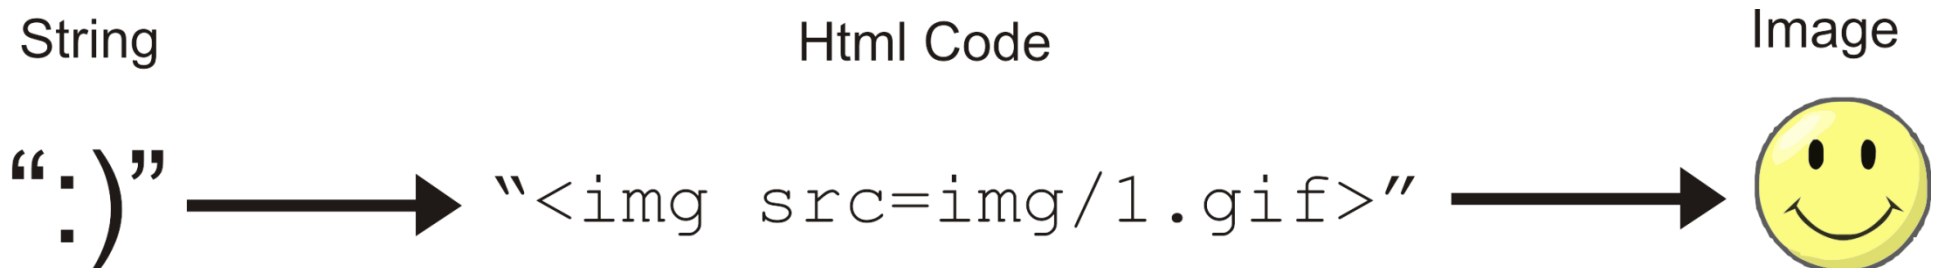 String Html Code Image
“:)” “<img src=img/1.gif>”